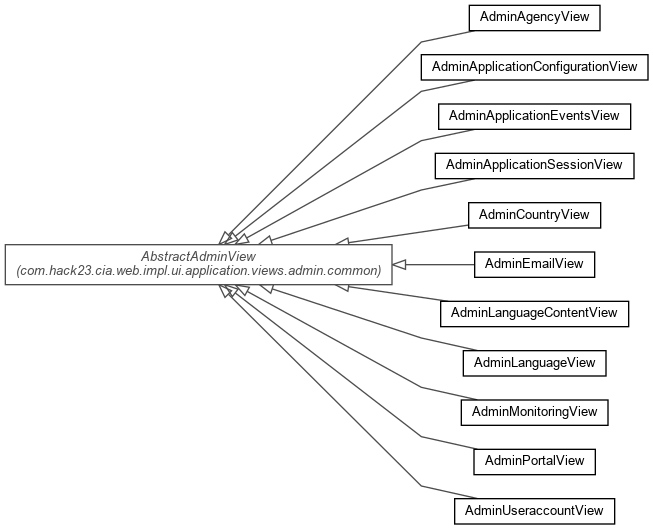 AdminAgencyView
AdminApplicationConfigurationView
AdminApplicationEventsView
AdminApplicationSessionView
AdminCountryView
AbstractAdminView
(com.hack23.cia.web.impl.ui.application.views.admin.common)
AdminEmailView
AdminLanguageContentView
AdminLanguageView
AdminMonitoringView
AdminPortalView
AdminUseraccountView